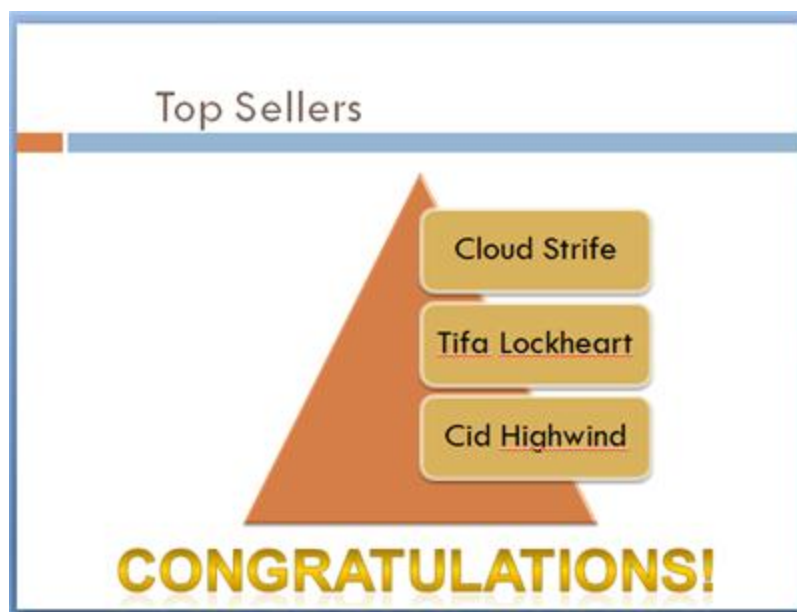 Top Sellers
Cloud Strife
Tifa Lockheart
Cid Highwind
CONGRATULATIONS!